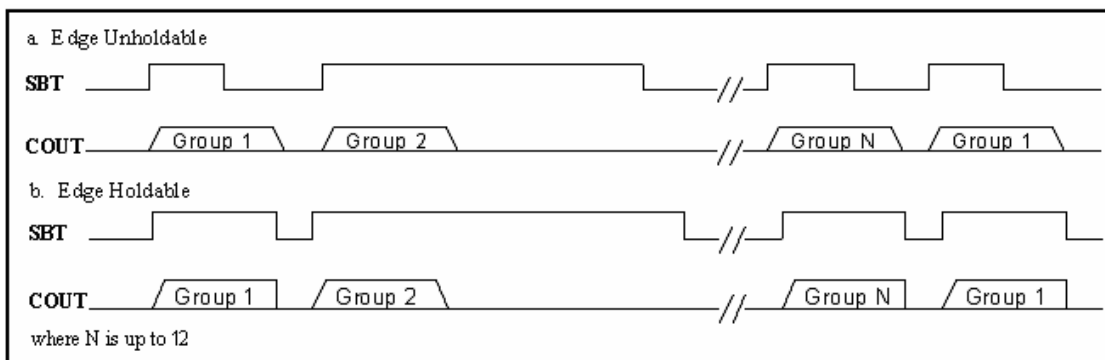 a. Edge Unholdable
SBT
//
//
COUT
Group 1
Group 2
//
Group N
Group 1
b. Edge Holdable
SBT
//
COUT
Group 1
Group 2
//
Group N
Group 1
where N is up to 12